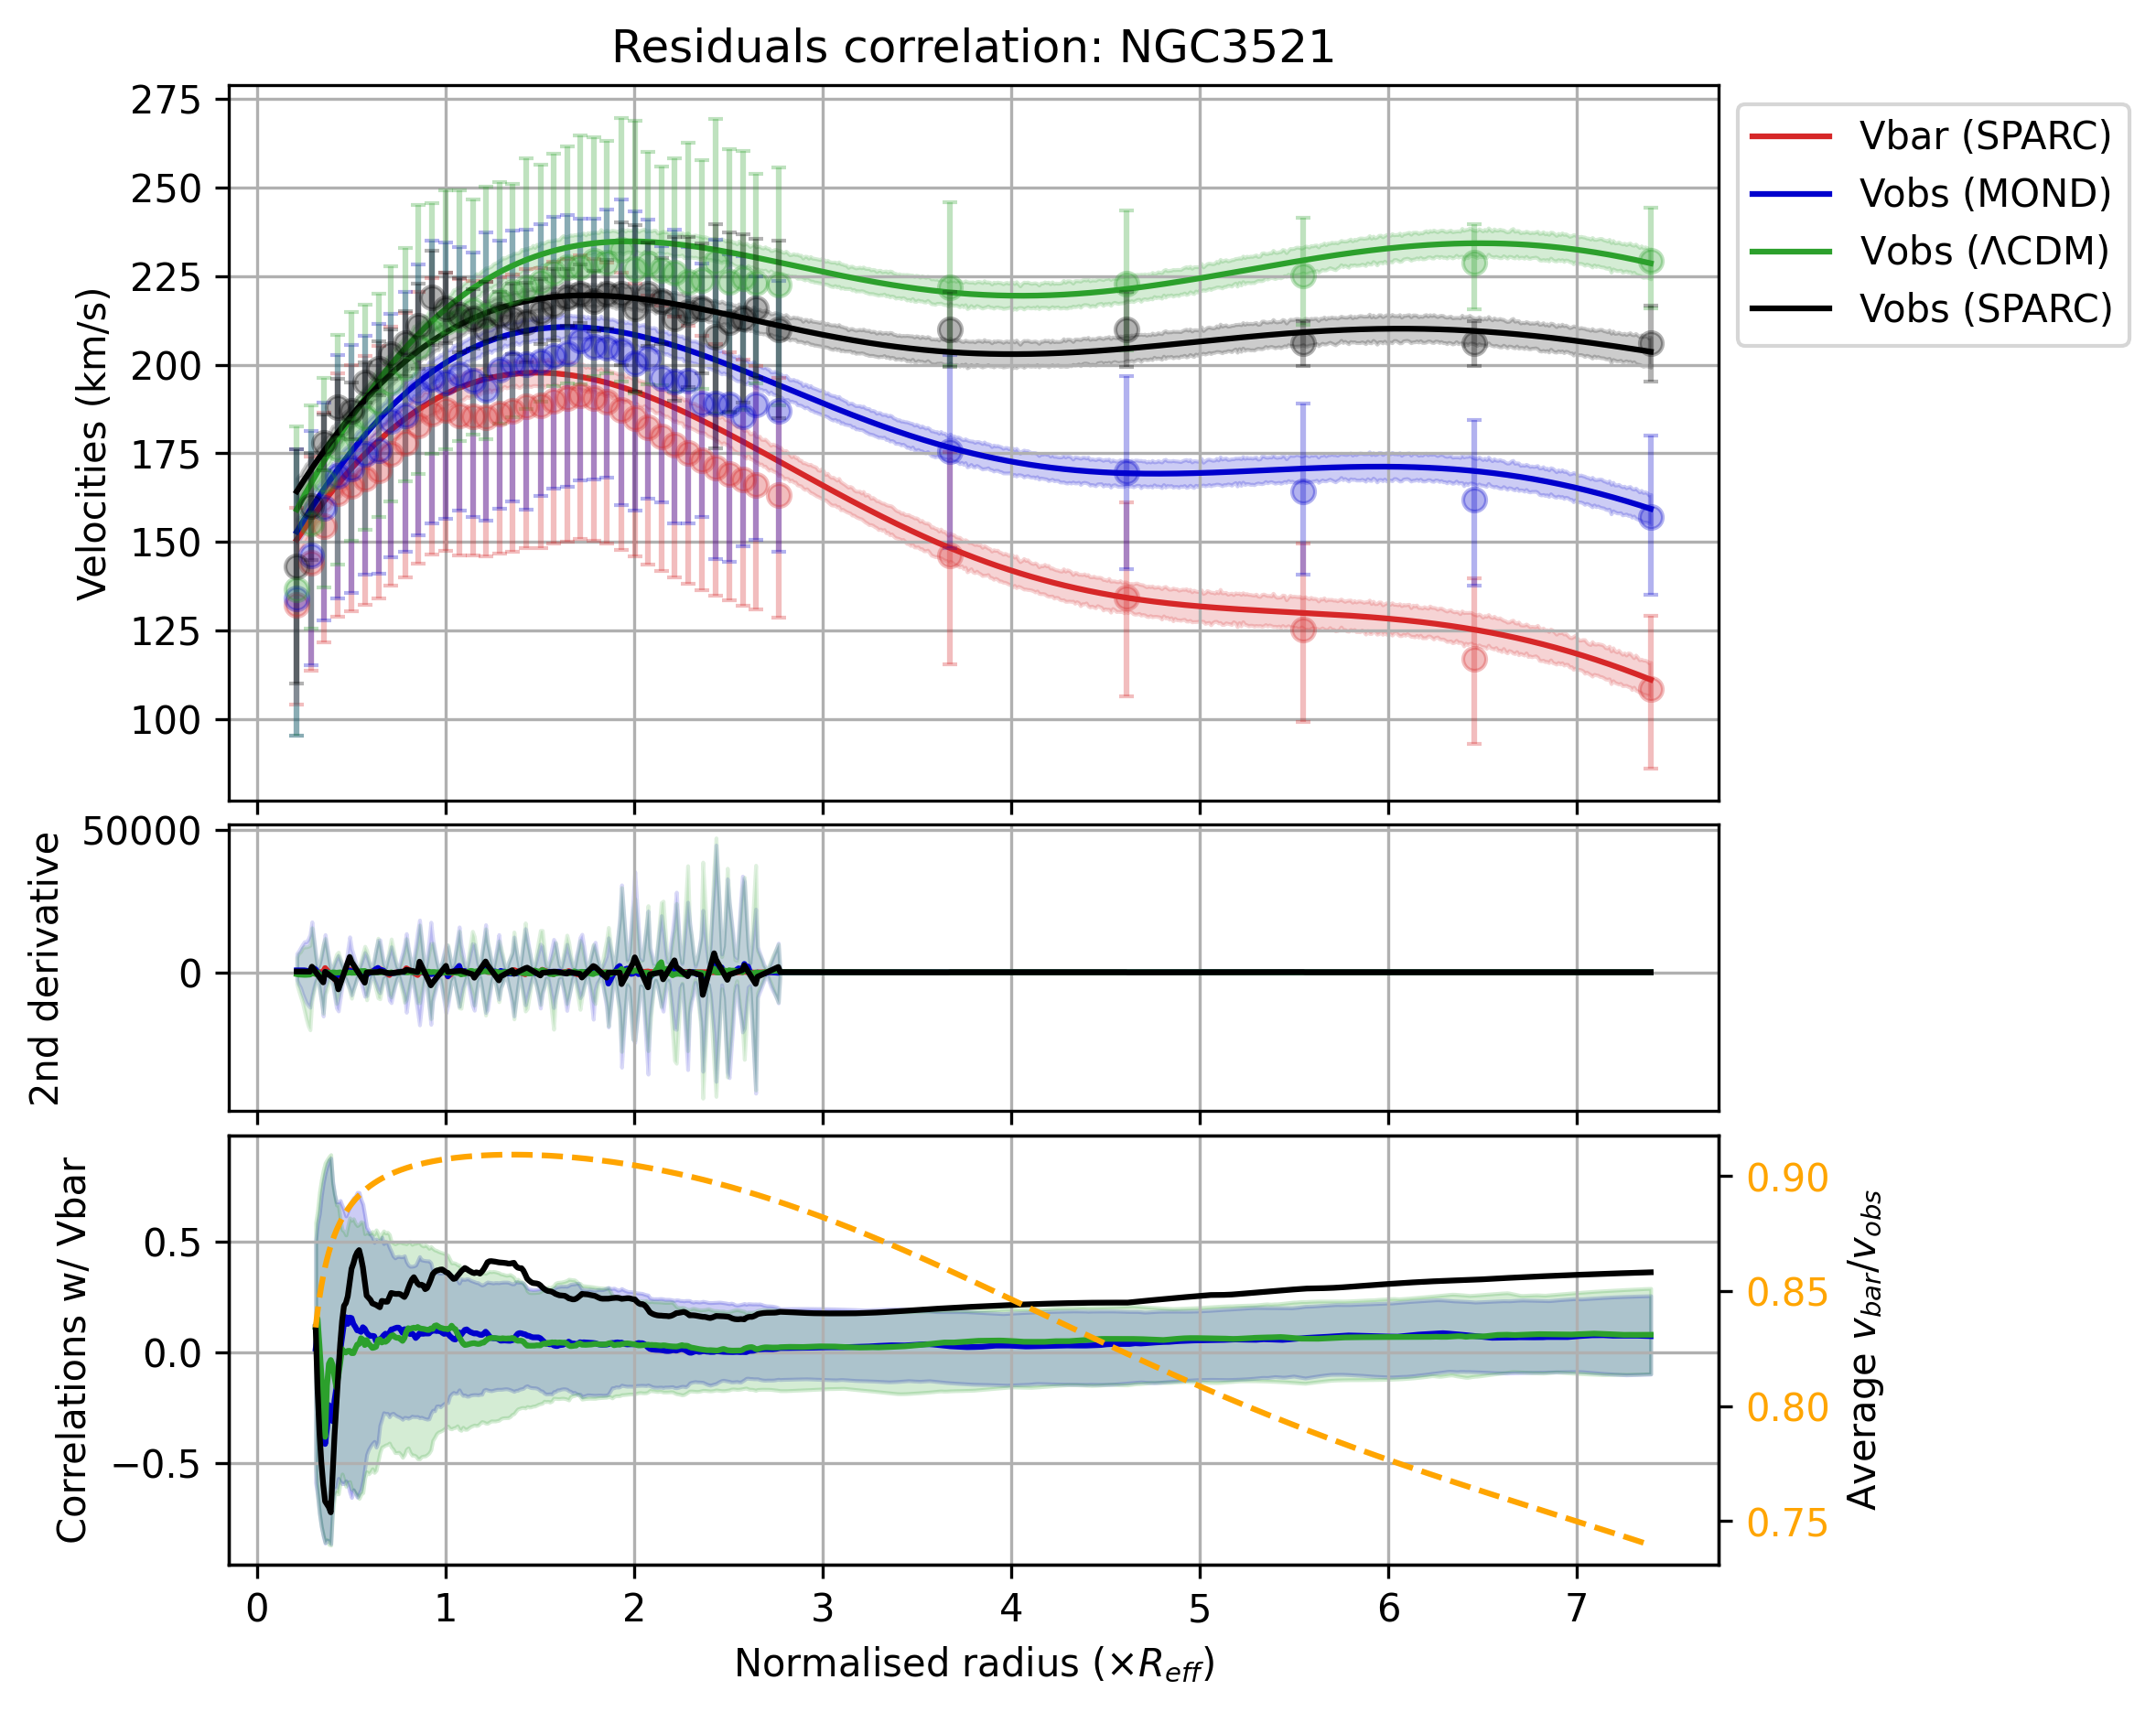 Residuals correlation: NGC3521
275
250
225
200
175
150
125
100
Velocities (km/s)
Vbar (SPARC)
Vobs (MOND)
Vobs (ΛCDM)
Vobs (SPARC)
50000
0
2nd derivative
0.5
0.0
−0.5
Correlations w/ Vbar
0.90
0.85
0.80
0.75
Average v_bar/v_obs
0 1 2 3 4 5 6 7
Normalised radius (×R_eff)